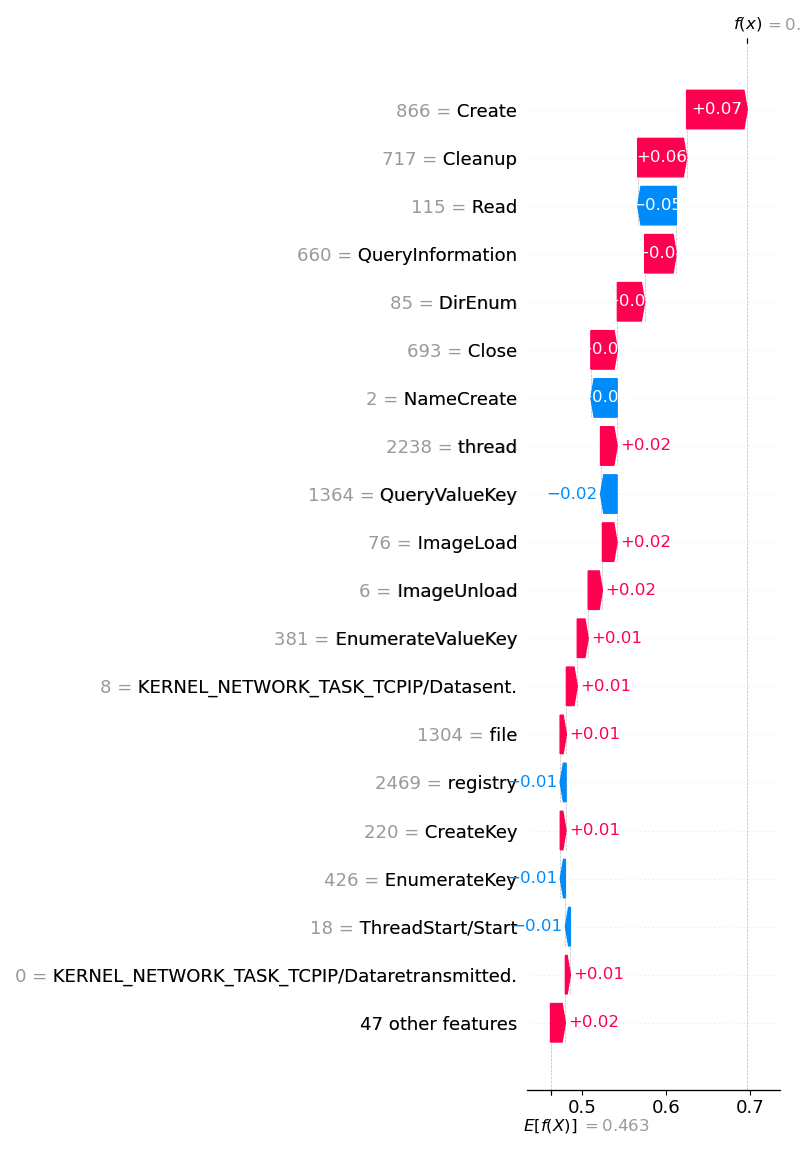 f(x) = 0.
866 = Create +0.07
717 = Cleanup +0.06
115 = Read −0.05
660 = QueryInformation
85 = DirEnum
693 = Close
2 = NameCreate
2238 = thread +0.02
1364 = QueryValueKey −0.02
76 = ImageLoad +0.02
6 = ImageUnload +0.02
381 = EnumerateValueKey +0.01
8 = KERNEL_NETWORK_TASK_TCPIP/Datasent. +0.01
1304 = file +0.01
2469 = registry −0.01
220 = CreateKey +0.01
426 = EnumerateKey −0.01
18 = ThreadStart/Start −0.01
0 = KERNEL_NETWORK_TASK_TCPIP/Dataretransmitted. +0.01
47 other features +0.02
0.5 0.6 0.7
E[f(X)] = 0.463